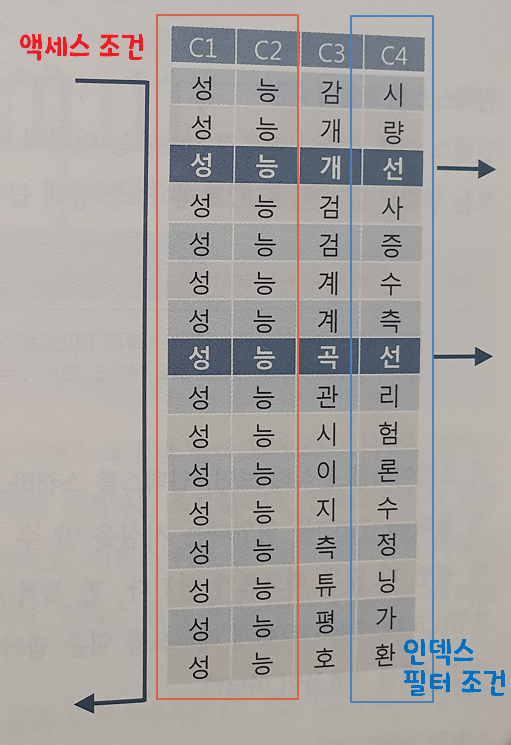 액세스 조건
C1 C2 C3 C4
성 능 감 시
성 능 개 량
성 능 개 선
성 능 검 사
성 능 검 증
성 능 계 수
성 능 계 측
성 능 곡 선
성 능 관 리
성 능 시 험
성 능 이 론
성 능 지 수
성 능 측 정
성 능 튜 닝
성 능 평 가
성 능 호 환
인덱스
필터 조건